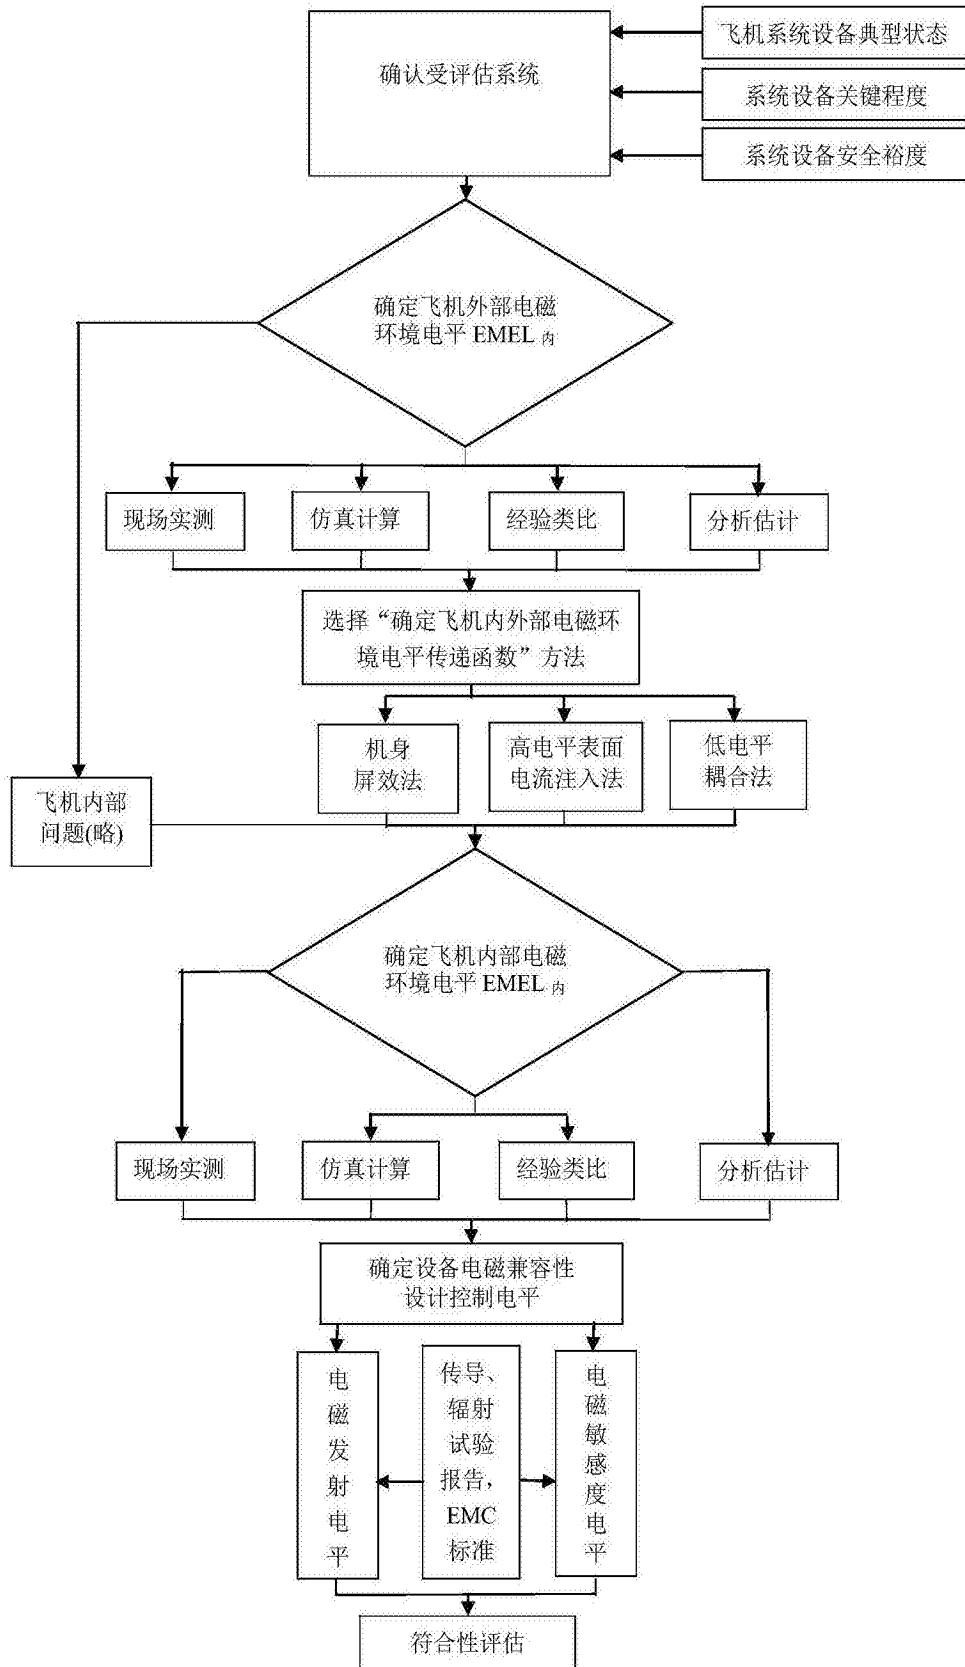 确认受评估系统
飞机系统设备典型状态
系统设备关键程度
系统设备安全裕度
确定飞机外部电磁
环境电平 EMEL 内
现场实测
仿真计算
经验类比
分析估计
选择“确定飞机内外部电磁环
境电平传递函数”方法
机身
屏效法
高电平表面
电流注入法
低电平
耦合法
飞机内部
问题(略)
确定飞机内部电磁
环境电平 EMEL 内
现场实测
仿真计算
经验类比
分析估计
确定设备电磁兼容性
设计控制电平
电磁发射电平
传导、
辐射
试验
报告，
EMC
标准
电磁敏感度电平
符合性评估